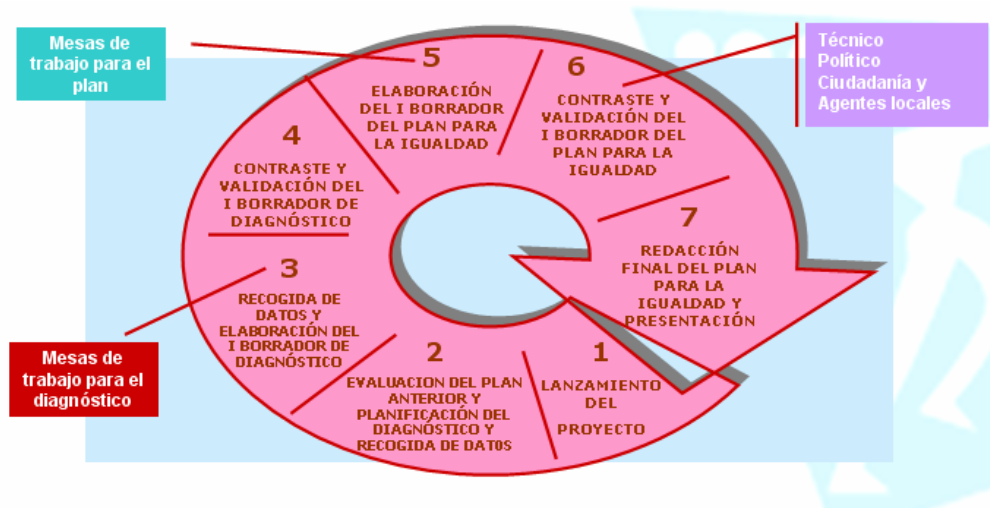 Mesas de
trabajo para el
plan
5
ELABORACIÓN
DEL I BORRADOR
DEL PLAN PARA
LA IGUALDAD
6
CONTRASTE Y
VALIDACIÓN DEL
I BORRADOR DEL
PLAN PARA LA
IGUALDAD
Técnico
Político
Ciudadanía y
Agentes locales
4
CONTRASTE Y
VALIDACIÓN DEL
I BORRADOR DE
DIAGNÓSTICO
7
REDACCIÓN
FINAL DEL PLAN
PARA LA
IGUALDAD Y
PRESENTACIÓN
3
RECOGIDA DE
DATOS Y
ELABORACIÓN DEL
I BORRADOR DE
DIAGNÓSTICO
Mesas de
trabajo para el
diagnóstico
2
EVALUACION DEL PLAN
ANTERIOR Y
PLANIFICACIÓN DEL
DIAGNÓSTICO Y
RECOGIDA DE DATOS
1
LANZAMIENTO
DEL
PROYECTO